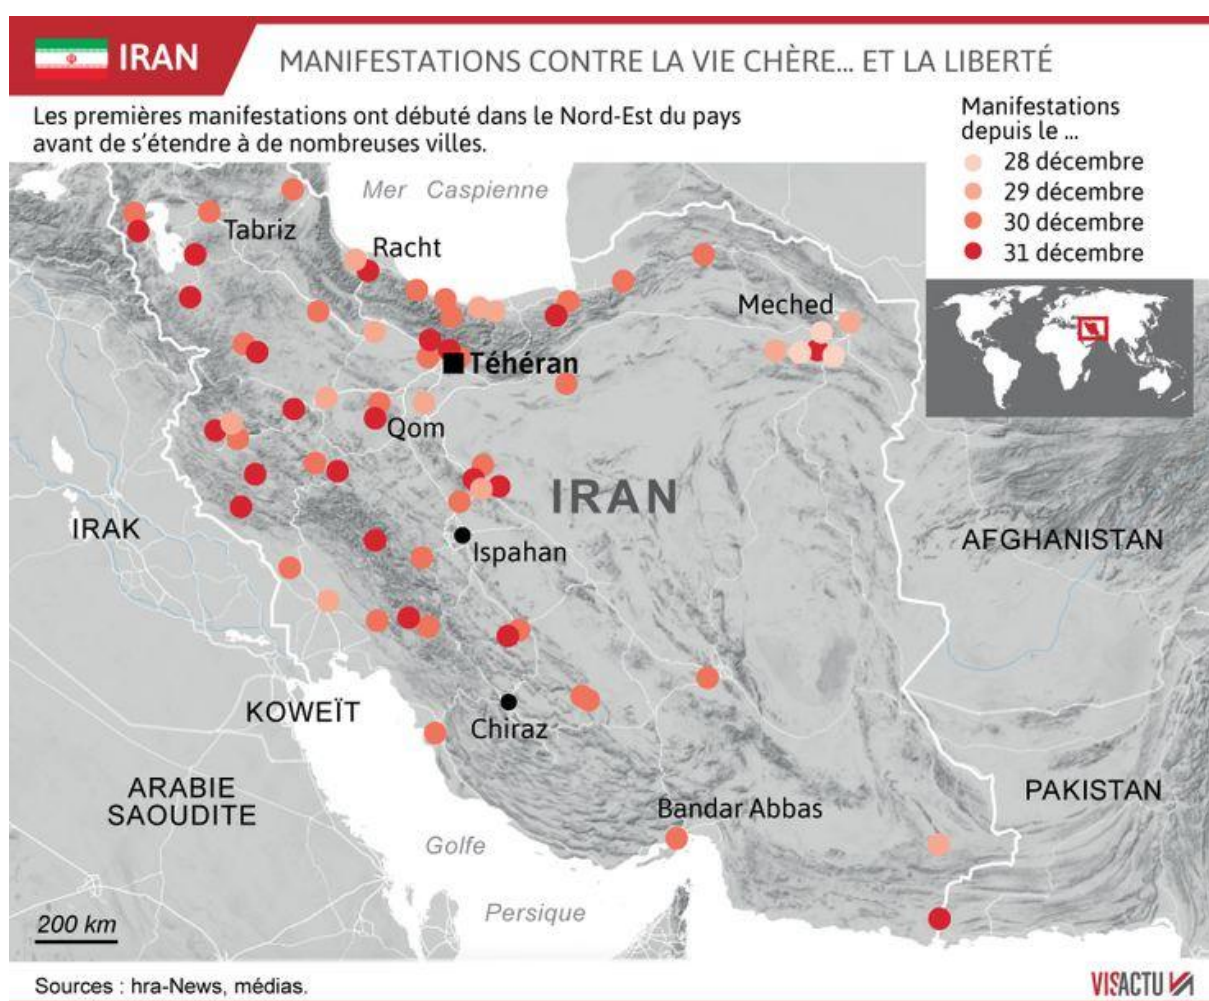 IRAN
MANIFESTATIONS CONTRE LA VIE CHÈRE... ET LA LIBERTÉ
Les premières manifestations ont débuté dans le Nord-Est du pays
avant de s'étendre à de nombreuses villes.
Manifestations
depuis le ...
28 décembre
29 décembre
30 décembre
31 décembre
Mer Caspienne
Tabriz
Racht
Meched
Téhéran
Qom
IRAN
IRAK
Ispahan
AFGHANISTAN
KOWEÏT
Chiraz
ARABIE
SAOUDITE
PAKISTAN
Bandar Abbas
Golfe
Persique
200 km
Sources : hra-News, médias.
VISACTU